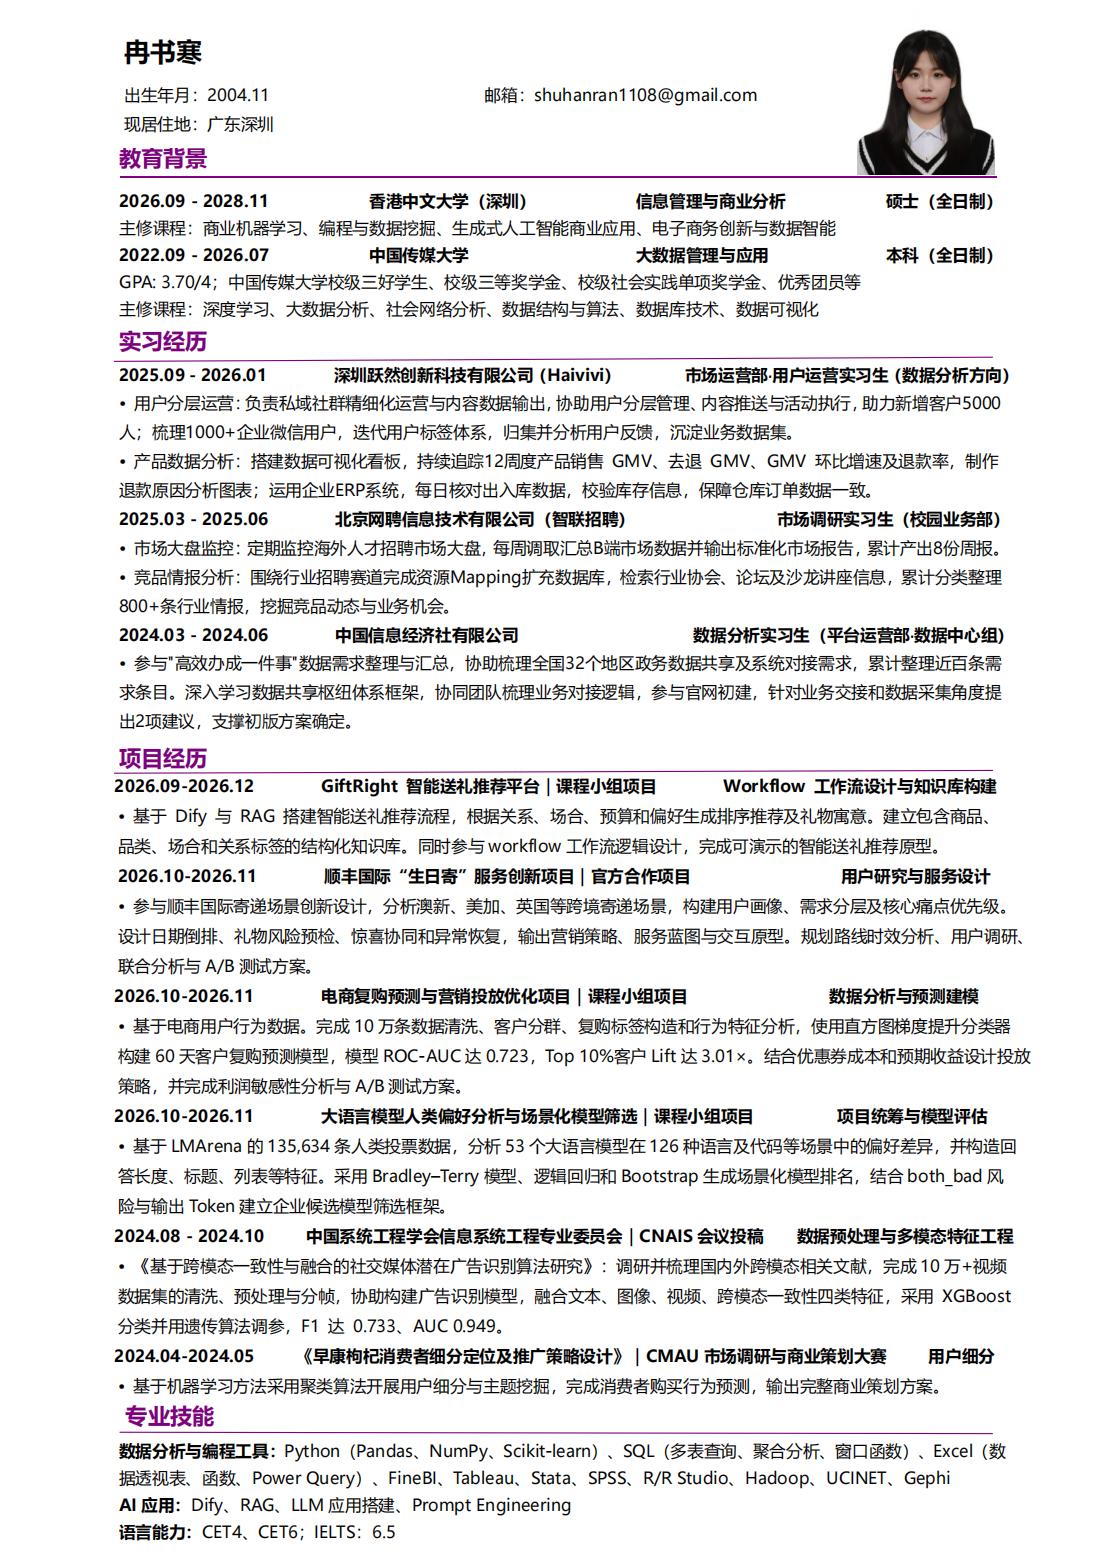 冉书寒
出生年月：2004.11 邮箱：shuhanran1108@gmail.com
现居住地：广东深圳
教育背景
2026.09 - 2028.11 香港中文大学（深圳） 信息管理与商业分析 硕士（全日制）
主修课程：商业机器学习、编程与数据挖掘、生成式人工智能商业应用、电子商务创新与数据智能
2022.09 - 2026.07 中国传媒大学 大数据管理与应用 本科（全日制）
GPA: 3.70/4；中国传媒大学校级三好学生、校级三等奖学金、校级社会实践单项奖学金、优秀团员等
主修课程：深度学习、大数据分析、社会网络分析、数据结构与算法、数据库技术、数据可视化
实习经历
2025.09 - 2026.01 深圳跃然创新科技有限公司（Haivivi） 市场运营部·用户运营实习生（数据分析方向）
• 用户分层运营：负责私域社群精细化运营与内容数据输出，协助用户分层管理、内容推送与活动执行，助力新增客户5000
人；梳理1000+企业微信用户，迭代用户标签体系，归集并分析用户反馈，沉淀业务数据集。
• 产品数据分析：搭建数据可视化看板，持续追踪12周度产品销售 GMV、去退 GMV、GMV 环比增速及退款率，制作
退款原因分析图表；运用企业ERP系统，每日核对出入库数据，校验库存信息，保障仓库订单数据一致。
2025.03 - 2025.06 北京网聘信息技术有限公司（智联招聘） 市场调研实习生（校园业务部）
• 市场大盘监控：定期监控海外人才招聘市场大盘，每周调取汇总B端市场数据并输出标准化市场报告，累计产出8份周报。
• 竞品情报分析：围绕行业招聘赛道完成资源Mapping扩充数据库，检索行业协会、论坛及沙龙讲座信息，累计分类整理
800+条行业情报，挖掘竞品动态与业务机会。
2024.03 - 2024.06 中国信息经济社有限公司 数据分析实习生（平台运营部·数据中心组）
• 参与"高效办成一件事"数据需求整理与汇总，协助梳理全国32个地区政务数据共享及系统对接需求，累计整理近百条需
求条目。深入学习数据共享枢纽体系框架，协同团队梳理业务对接逻辑，参与官网初建，针对业务交接和数据采集角度提
出2项建议，支撑初版方案确定。
项目经历
2026.09-2026.12 GiftRight 智能送礼推荐平台 | 课程小组项目 Workflow 工作流设计与知识库构建
• 基于 Dify 与 RAG 搭建智能送礼推荐流程，根据关系、场合、预算和偏好生成排序推荐及礼物寓意。建立包含商品、
品类、场合和关系标签的结构化知识库。同时参与 workflow 工作流逻辑设计，完成可演示的智能送礼推荐原型。
2026.10-2026.11 顺丰国际“生日寄”服务创新项目 | 官方合作项目 用户研究与服务设计
• 参与顺丰国际寄递场景创新设计，分析澳新、美加、英国等跨境寄递场景，构建用户画像、需求分层及核心痛点优先级。
设计日期倒排、礼物风险预检、惊喜协同和异常恢复，输出营销策略、服务蓝图与交互原型。规划路线时效分析、用户调研、
联合分析与 A/B 测试方案。
2026.10-2026.11 电商复购预测与营销投放优化项目 | 课程小组项目 数据分析与预测建模
• 基于电商用户行为数据。完成 10 万条数据清洗、客户分群、复购标签构造和行为特征分析，使用直方图梯度提升分类器
构建 60 天客户复购预测模型，模型 ROC-AUC 达 0.723，Top 10%客户 Lift 达 3.01×。结合优惠券成本和预期收益设计投放
策略，并完成利润敏感性分析与 A/B 测试方案。
2026.10-2026.11 大语言模型人类偏好分析与场景化模型筛选 | 课程小组项目 项目统筹与模型评估
• 基于 LMArena 的 135,634 条人类投票数据，分析 53 个大语言模型在 126 种语言及代码等场景中的偏好差异，并构造回
答长度、标题、列表等特征。采用 Bradley–Terry 模型、逻辑回归和 Bootstrap 生成场景化模型排名，结合 both_bad 风
险与输出 Token 建立企业候选模型筛选框架。
2024.08 - 2024.10 中国系统工程学会信息系统工程专业委员会 | CNAIS 会议投稿 数据预处理与多模态特征工程
• 《基于跨模态一致性与融合的社交媒体潜在广告识别算法研究》：调研并梳理国内外跨模态相关文献，完成 10 万+视频
数据集的清洗、预处理与分帧，协助构建广告识别模型，融合文本、图像、视频、跨模态一致性四类特征，采用 XGBoost
分类并用遗传算法调参，F1 达 0.733、AUC 0.949。
2024.04-2024.05 《早康枸杞消费者细分定位及推广策略设计》 | CMAU 市场调研与商业策划大赛 用户细分
• 基于机器学习方法采用聚类算法开展用户细分与主题挖掘，完成消费者购买行为预测，输出完整商业策划方案。
专业技能
数据分析与编程工具：Python（Pandas、NumPy、Scikit-learn）、SQL（多表查询、聚合分析、窗口函数）、Excel（数
据透视表、函数、Power Query）、FineBI、Tableau、Stata、SPSS、R/R Studio、Hadoop、UCINET、Gephi
AI 应用：Dify、RAG、LLM 应用搭建、Prompt Engineering
语言能力：CET4、CET6；IELTS：6.5